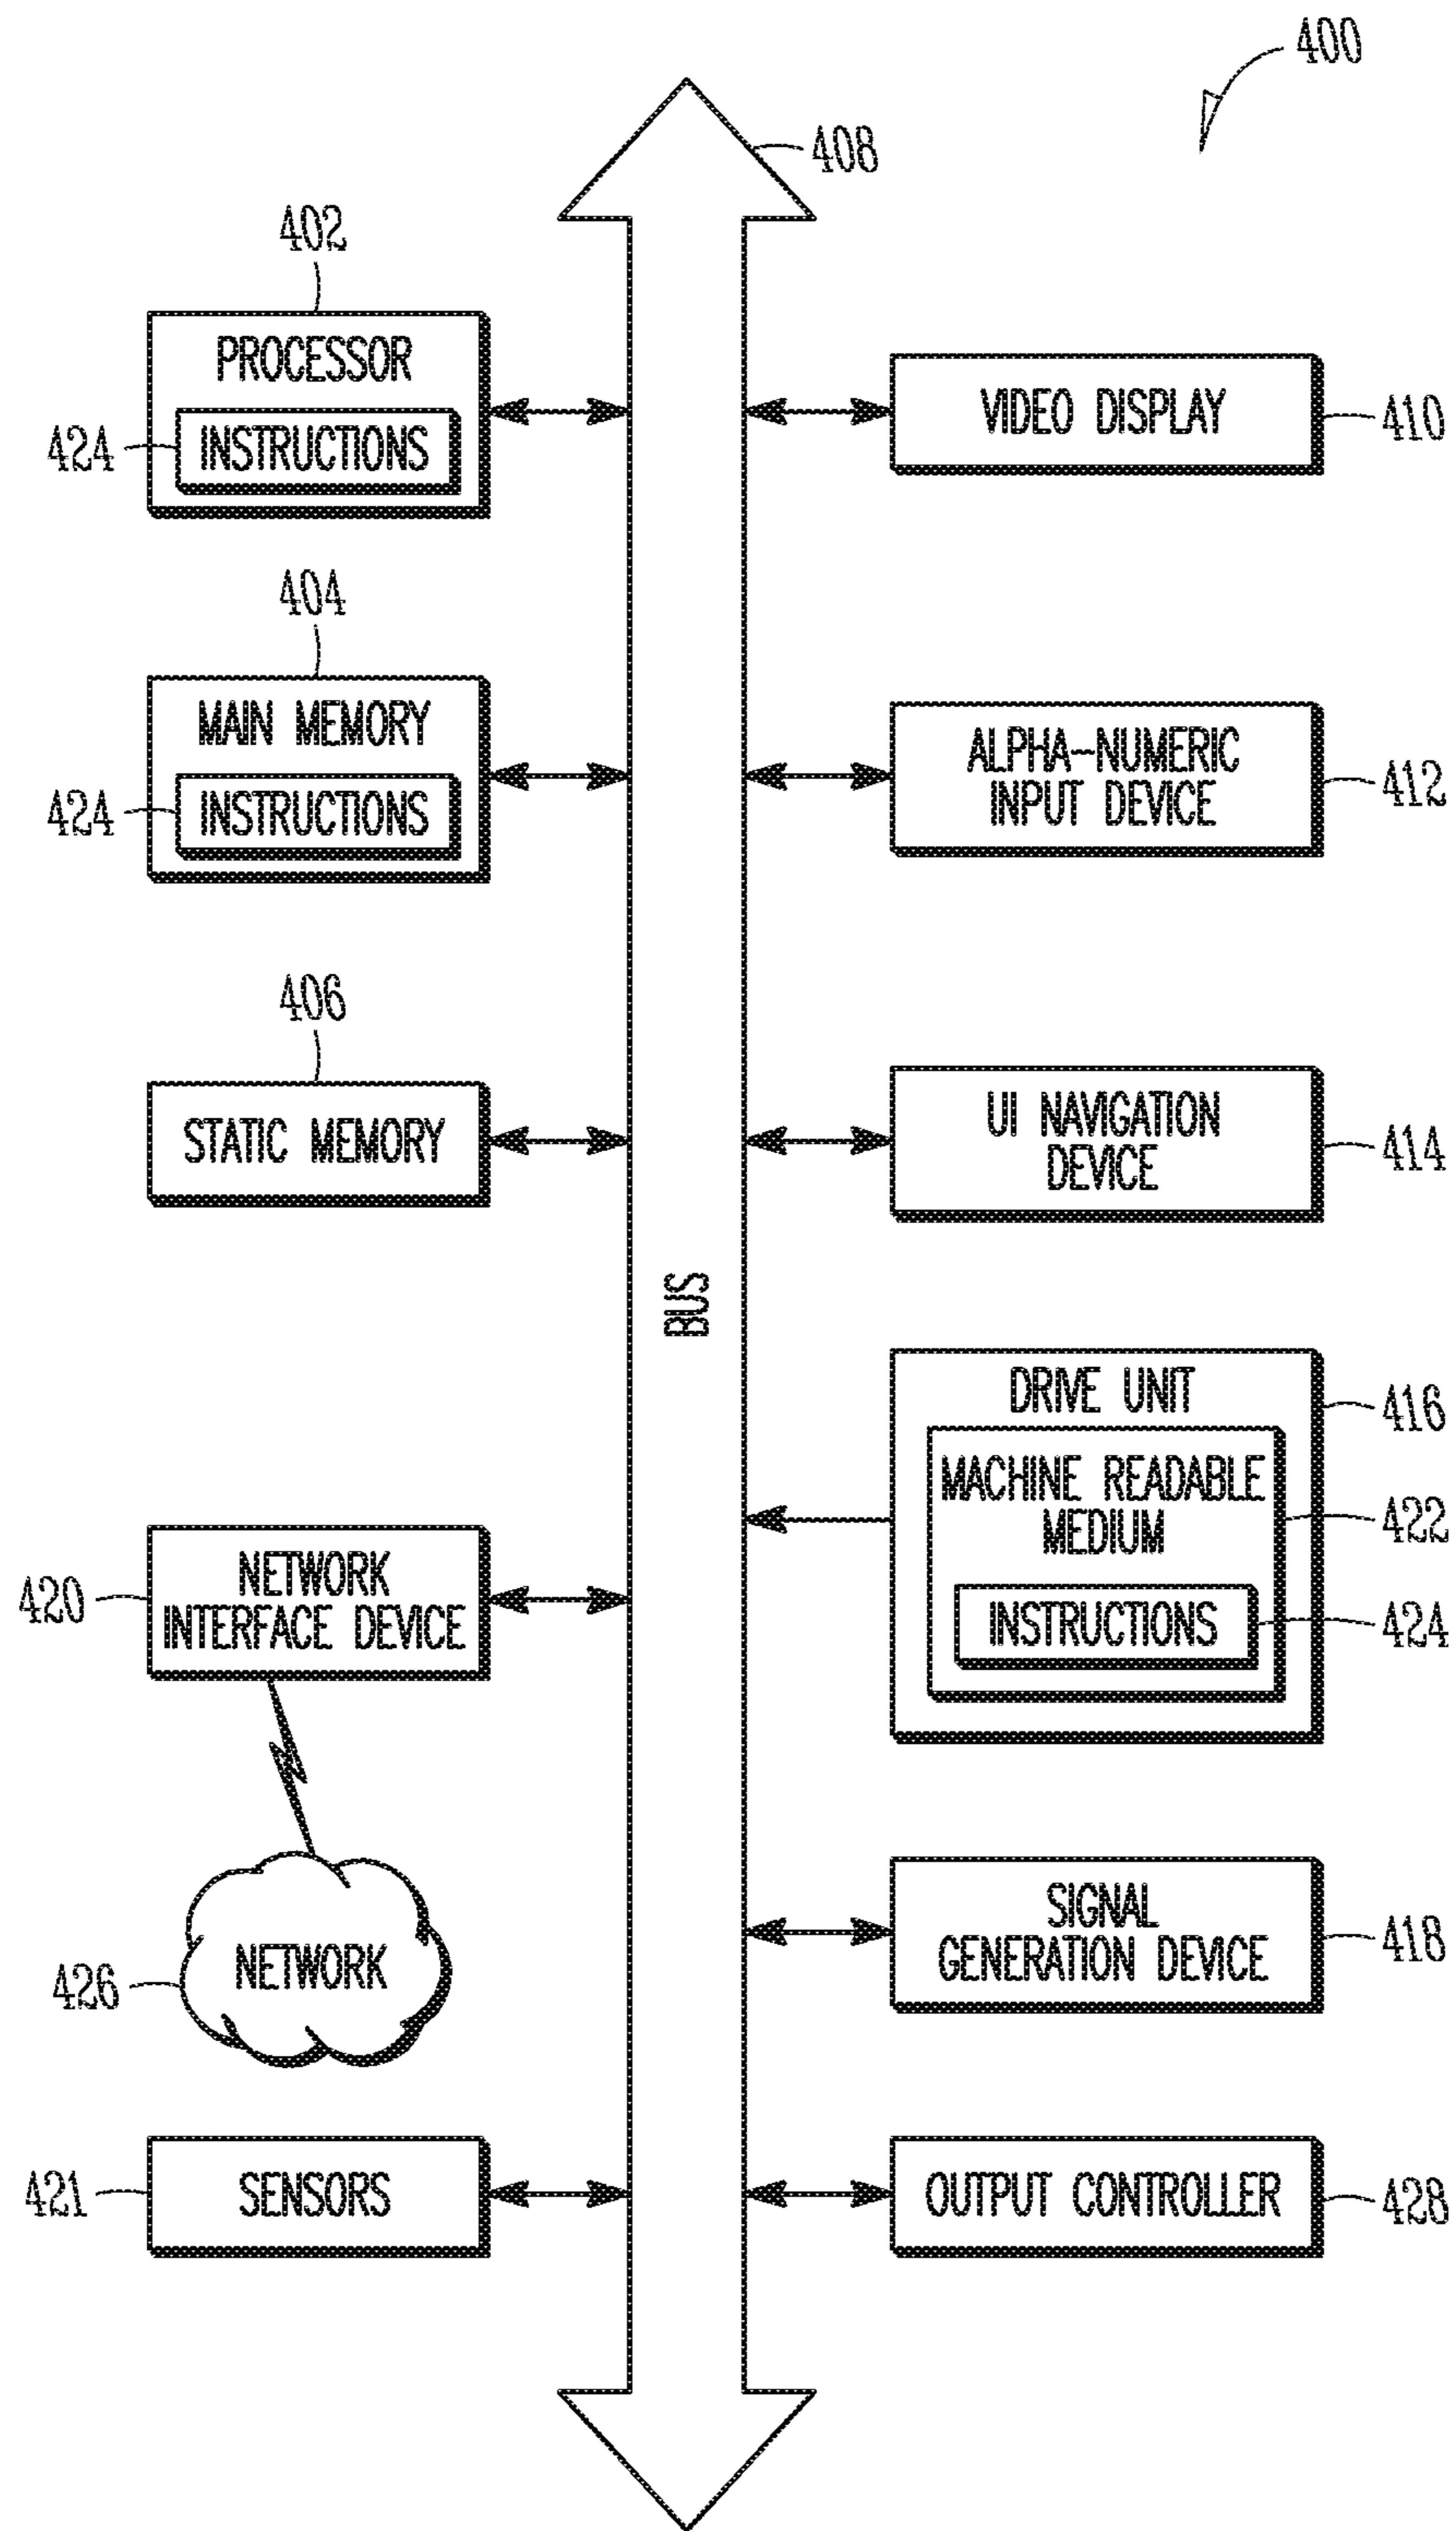 400
408
402
PROCESSOR
424
INSTRUCTIONS
VIDEO DISPLAY
410
404
MAIN MEMORY
424
INSTRUCTIONS
ALPHA-NUMERIC
INPUT DEVICE
412
406
STATIC MEMORY
UI NAVIGATION
DEVICE
414
BUS
DRIVE UNIT
416
MACHINE READABLE
MEDIUM
422
INSTRUCTIONS
424
420
NETWORK
INTERFACE DEVICE
SIGNAL
GENERATION DEVICE
418
426
NETWORK
421
SENSORS
OUTPUT CONTROLLER
428